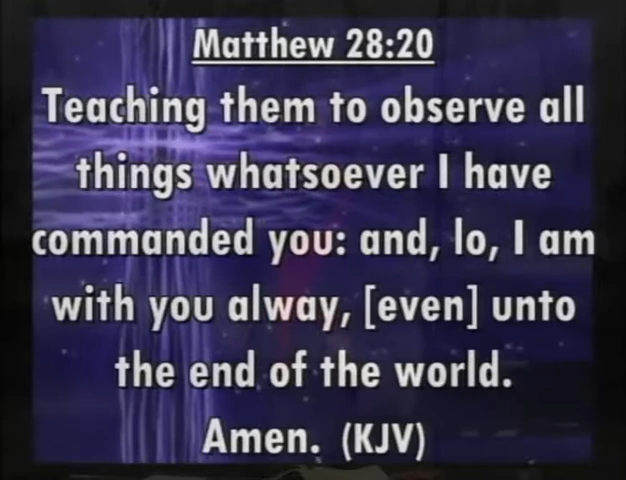 Matthew 28:20
Teaching them to observe all
things whatsoever I have
commanded you: and, lo, I am
with you alway, [even] unto
the end of the world.
Amen. (KJV)